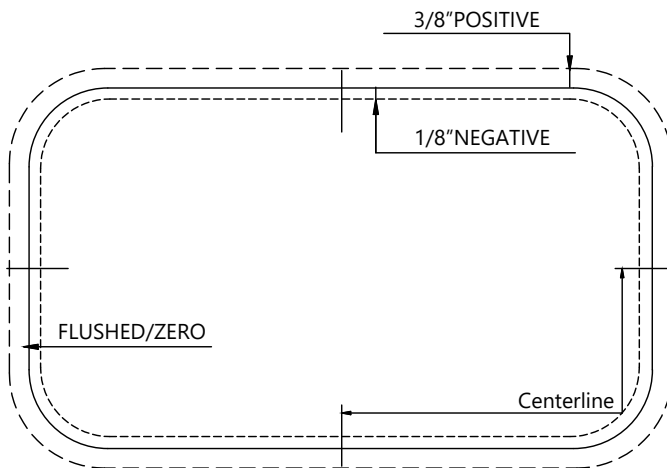 3/8”POSITIVE
1/8”NEGATIVE
FLUSHED/ZERO
Centerline